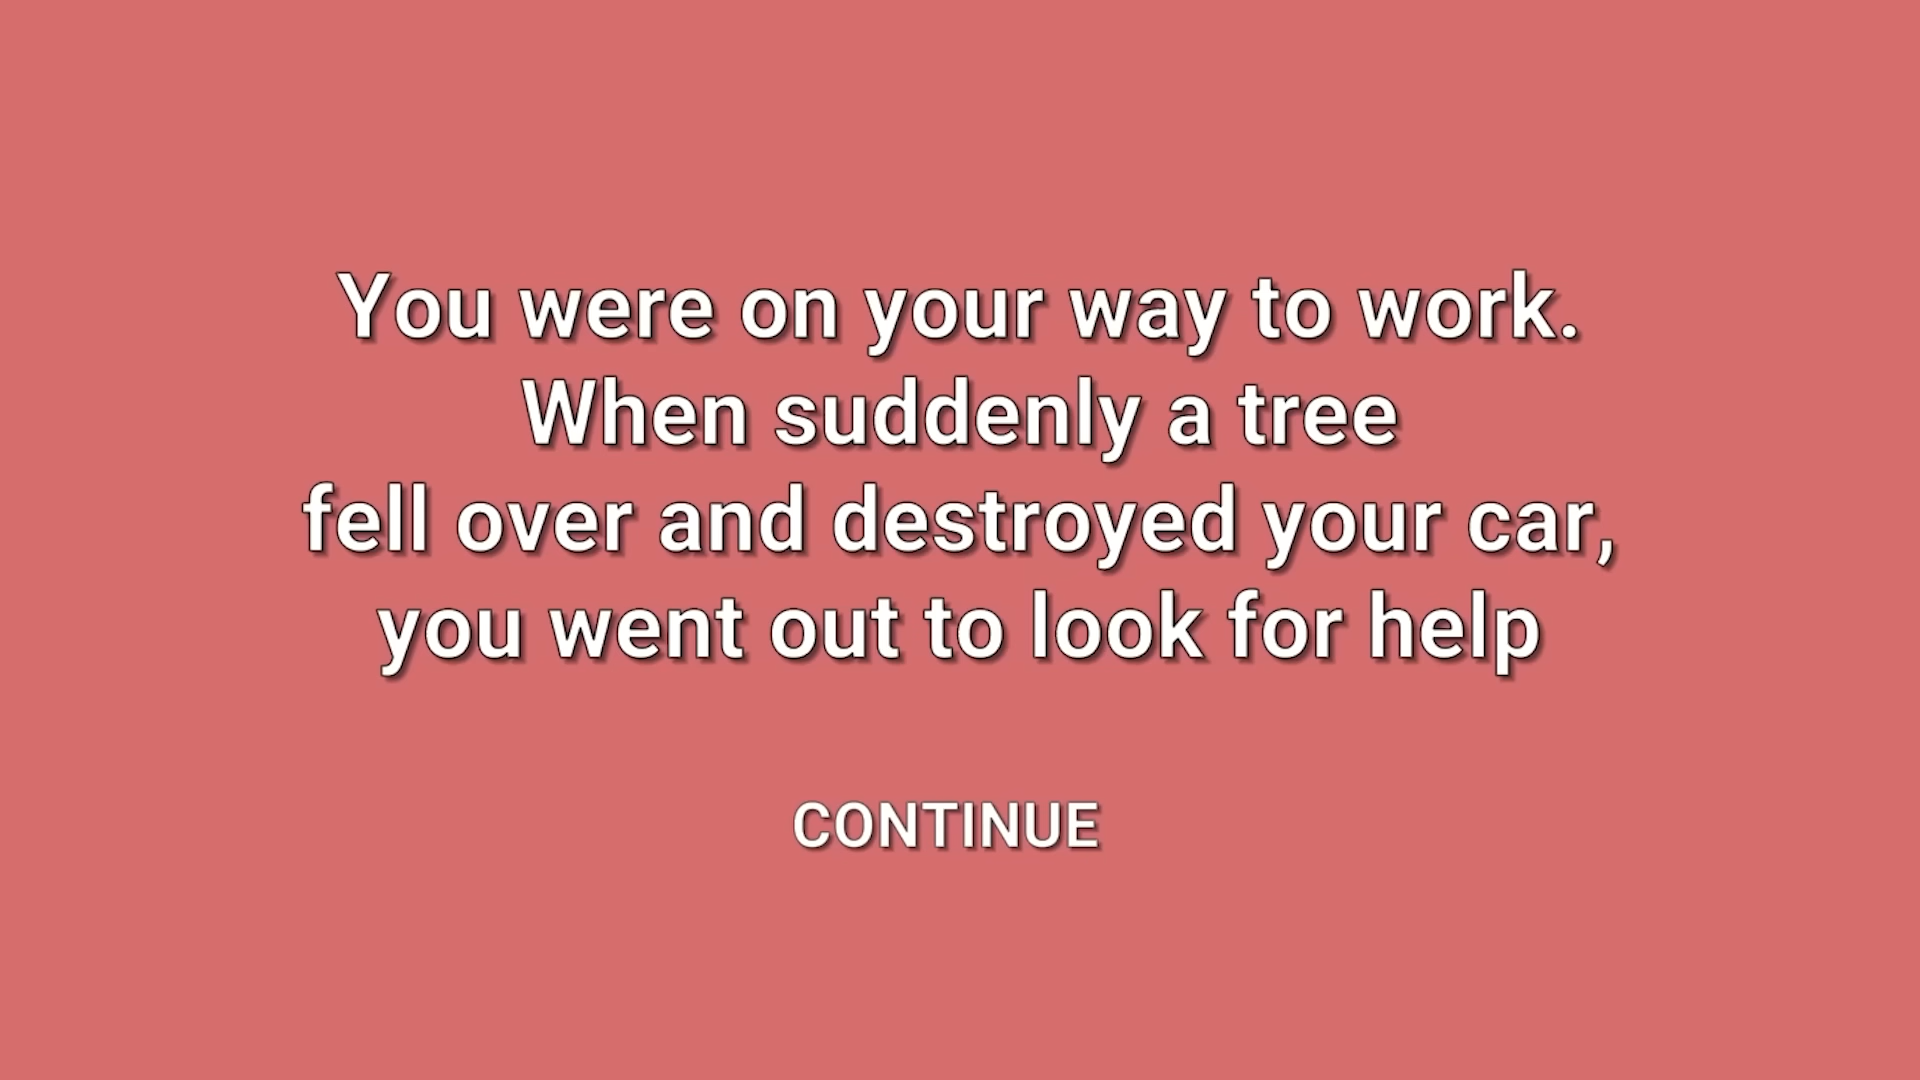 You were on your way to work.
When suddenly a tree
fell over and destroyed your car,
you went out to look for help
CONTINUE